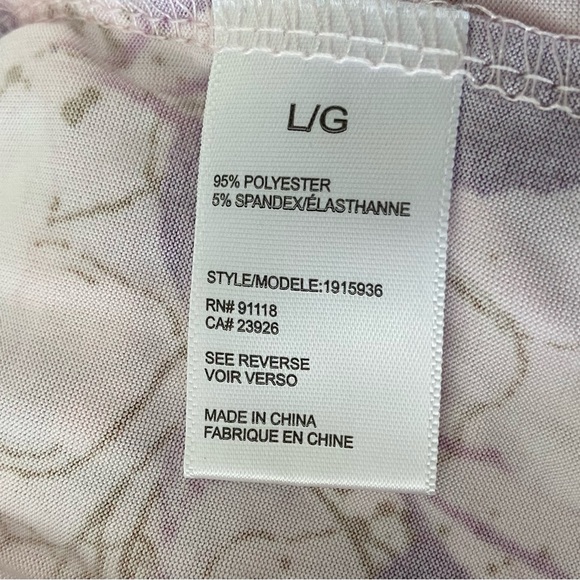 L/G
95% POLYESTER
5% SPANDEX/ÉLASTHANNE
STYLE/MODELE:1915936
RN# 91118
CA# 23926
SEE REVERSE
VOIR VERSO
MADE IN CHINA
FABRIQUE EN CHINE